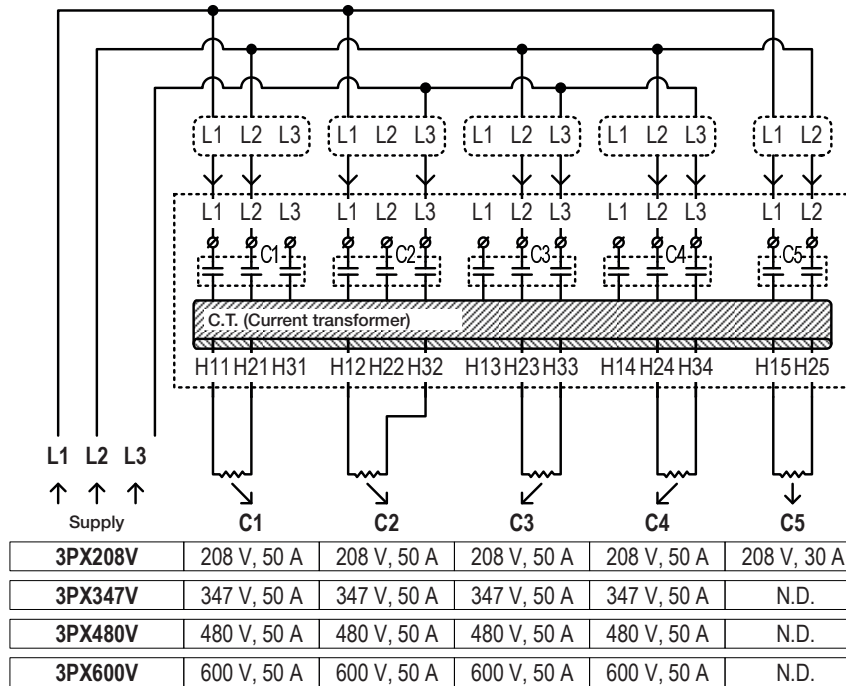 L1 L2 L3 L1 L2 L3 L1 L2 L3 L1 L2 L3 L1 L2
L1 L2 L3 L1 L2 L3 L1 L2 L3 L1 L2 L3 L1 L2
C1 C2 C3 C4 C5
C.T. (Current transformer)
H11 H21 H31 H12 H22 H32 H13 H23 H33 H14 H24 H34 H15 H25
L1 L2 L3
Supply C1 C2 C3 C4 C5
3PX208V 208 V, 50 A 208 V, 50 A 208 V, 50 A 208 V, 50 A 208 V, 30 A
3PX347V 347 V, 50 A 347 V, 50 A 347 V, 50 A 347 V, 50 A N.D.
3PX480V 480 V, 50 A 480 V, 50 A 480 V, 50 A 480 V, 50 A N.D.
3PX600V 600 V, 50 A 600 V, 50 A 600 V, 50 A 600 V, 50 A N.D.